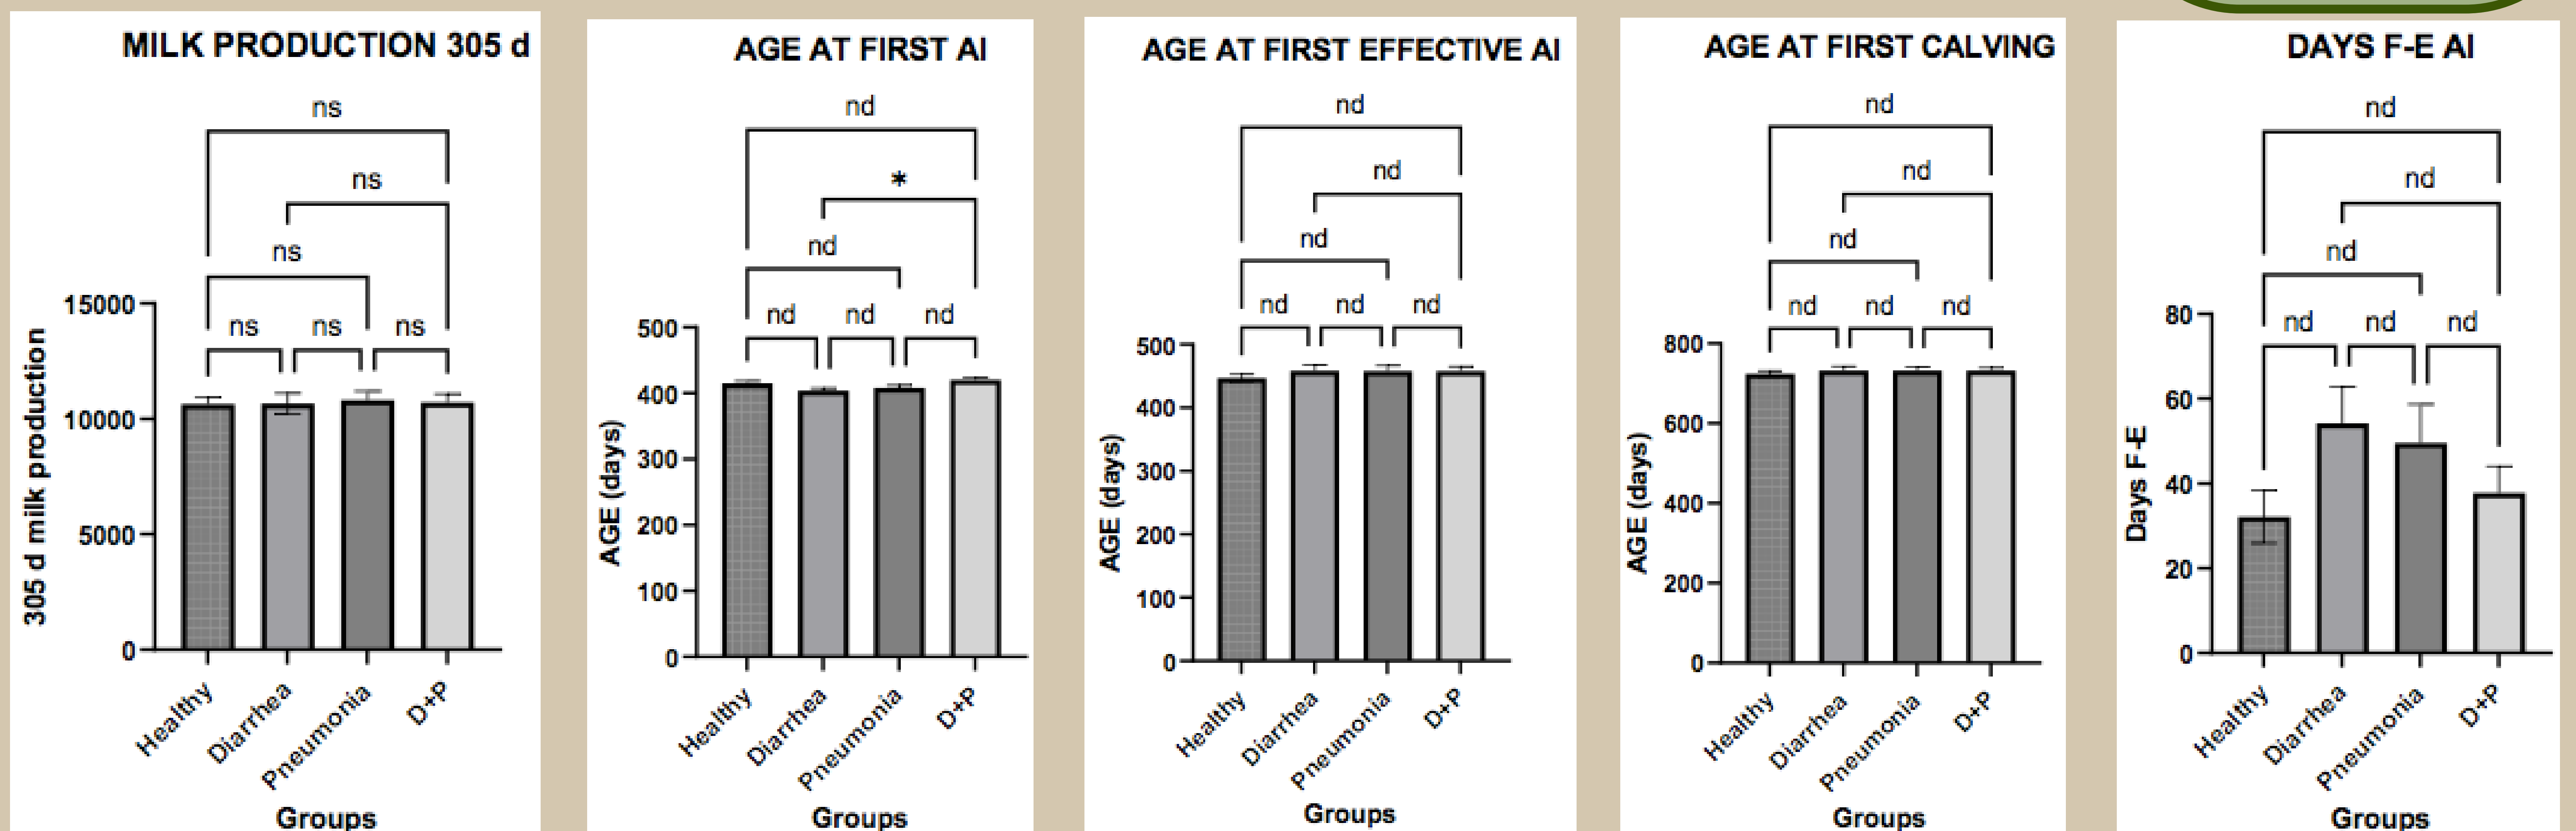 MILK PRODUCTION 305 d
ns
ns
ns
ns ns ns
15000
10000
5000
0
305 d milk production
Healthy
Diarrhea
Pneumonia
D+P
Groups
AGE AT FIRST AI
nd
*
nd
nd nd nd
500
400
300
200
100
0
AGE (days)
Healthy
Diarrhea
Pneumonia
D+P
Groups
AGE AT FIRST EFFECTIVE AI
nd
nd
nd
nd nd nd
500
400
300
200
100
0
AGE (days)
Healthy
Diarrhea
Pneumonia
D+P
Groups
AGE AT FIRST CALVING
nd
nd
nd
nd nd nd
800
600
400
200
0
AGE (days)
Healthy
Diarrhea
Pneumonia
D+P
Groups
DAYS F-E AI
nd
nd
nd
nd nd nd
80
60
40
20
0
Days F-E
Healthy
Diarrhea
Pneumonia
D+P
Groups